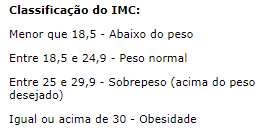 Classificação do IMC:
Menor que 18,5 - Abaixo do peso
Entre 18,5 e 24,9 - Peso normal
Entre 25 e 29,9 - Sobrepeso (acima do peso
desejado)
Igual ou acima de 30 - Obesidade